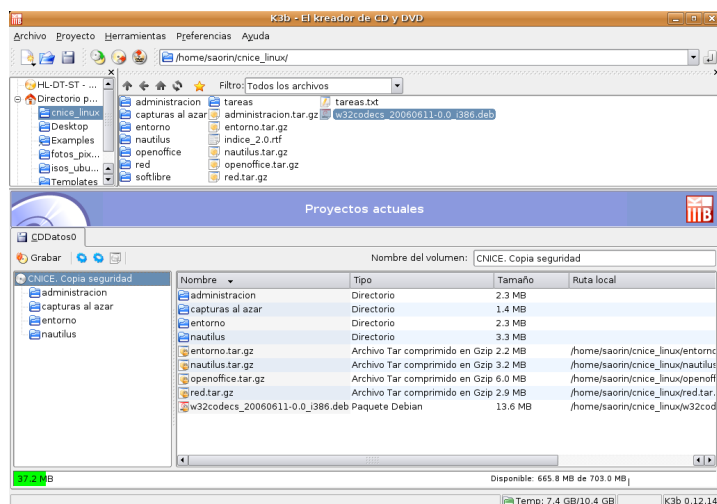 K3b - El kreador de CD y DVD
Archivo Proyecto Herramientas Preferencias Ayuda
/home/saorin/cnice_linux/
HL-DT-ST - ...
Directorio p...
cnice_linux
Desktop
Examples
fotos_pix...
isos_ubu...
Templates
Filtro: Todos los archivos
administracion
capturas al azar
entorno
nautilus
openoffice
red
softlibre
tareas
administracion.tar.gz
entorno.tar.gz
indice_2.0.rtf
nautilus.tar.gz
openoffice.tar.gz
red.tar.gz
tareas.txt
w32codecs_20060611-0.0_i386.deb
Proyectos actuales
CDDatos0
Grabar
Nombre del volumen: CNICE. Copia seguridad
CNICE. Copia seguridad
administracion
capturas al azar
entorno
nautilus
Nombre Tipo Tamaño Ruta local
administracion Directorio 2.3 MB
capturas al azar Directorio 1.4 MB
entorno Directorio 2.3 MB
nautilus Directorio 3.3 MB
entorno.tar.gz Archivo Tar comprimido en Gzip 2.2 MB /home/saorin/cnice_linux/entorno
nautilus.tar.gz Archivo Tar comprimido en Gzip 3.2 MB /home/saorin/cnice_linux/nautilus
openoffice.tar.gz Archivo Tar comprimido en Gzip 6.0 MB /home/saorin/cnice_linux/openoff
red.tar.gz Archivo Tar comprimido en Gzip 2.9 MB /home/saorin/cnice_linux/red.tar.
w32codecs_20060611-0.0_i386.deb Paquete Debian 13.6 MB /home/saorin/cnice_linux/w32cod
37.2 MB
Disponible: 665.8 MB de 703.0 MB
Temp: 7.4 GB/10.4 GB K3b 0.12.14